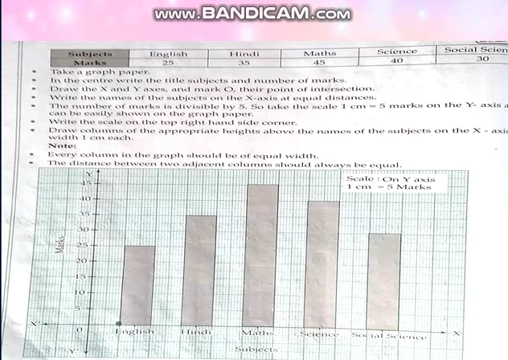 www.BANDICAM.com
Subjects English Hindi Maths Science Social Scien
Marks 25 35 45 40 30
Take a graph paper.
In the centre write the title subjects and number of marks.
Draw the X and Y axes, and mark O, their point of intersection.
Write the names of the subjects on the X-axis at equal distances.
The number of marks is divisible by 5. So take the scale 1 cm = 5 marks on the Y- axis
can be easily shown on the graph paper.
Write the scale on the top right hand side corner.
Draw columns of the appropriate heights above the names of the subjects on the X - axi
width 1 cm each.
Note:
Every column in the graph should be of equal width.
The distance between two adjacent columns should always be equal.
Scale : On Y axis
1 cm = 5 Marks
Y
45
40
35
30
25
20
15
10
5
0
Marks
X' X
English Hindi Maths Science Social Science
Subjects
Y'